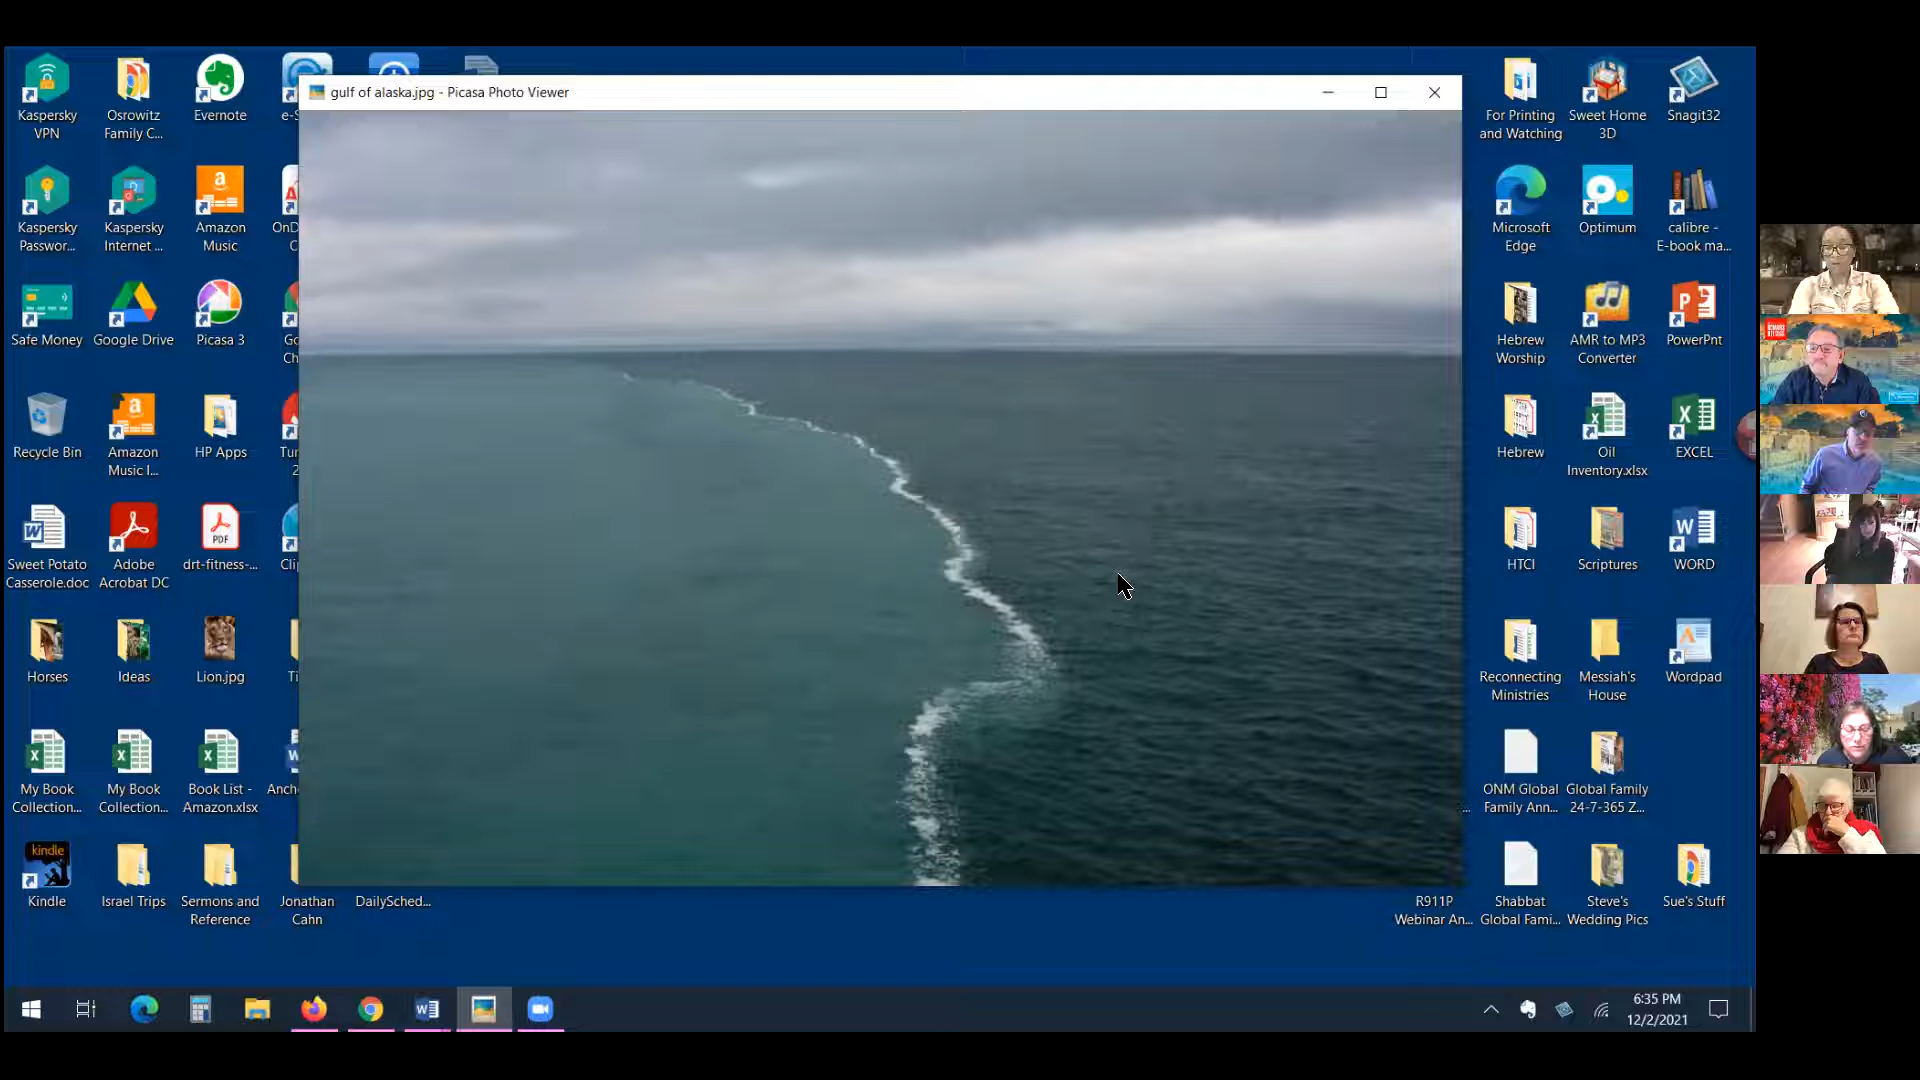 gulf of alaska.jpg - Picasa Photo Viewer
Kaspersky
VPN
Osrowitz
Family C...
Evernote
For Printing
and Watching
Sweet Home
3D
Snagit32
Kaspersky
Passwor...
Kaspersky
Internet ...
Amazon
Music
Microsoft
Edge
Optimum
calibre -
E-book ma...
Safe Money
Google Drive
Picasa 3
Hebrew
Worship
AMR to MP3
Converter
PowerPnt
Recycle Bin
Amazon
Music I...
HP Apps
Hebrew
Oil
Inventory.xlsx
EXCEL
Sweet Potato
Casserole.doc
Adobe
Acrobat DC
PDF
drt-fitness-...
HTCI
Scriptures
WORD
Horses
Ideas
Lion.jpg
Reconnecting
Ministries
Messiah's
House
Wordpad
My Book
Collection...
My Book
Collection...
Book List -
Amazon.xlsx
ONM Global
Family Ann...
Global Family
24-7-365 Z...
kindle
Kindle
Israel Trips
Sermons and
Reference
Jonathan
Cahn
DailySched...
R911P
Webinar An...
Shabbat
Global Fami...
Steve's
Wedding Pics
Sue's Stuff
6:35 PM
12/2/2021